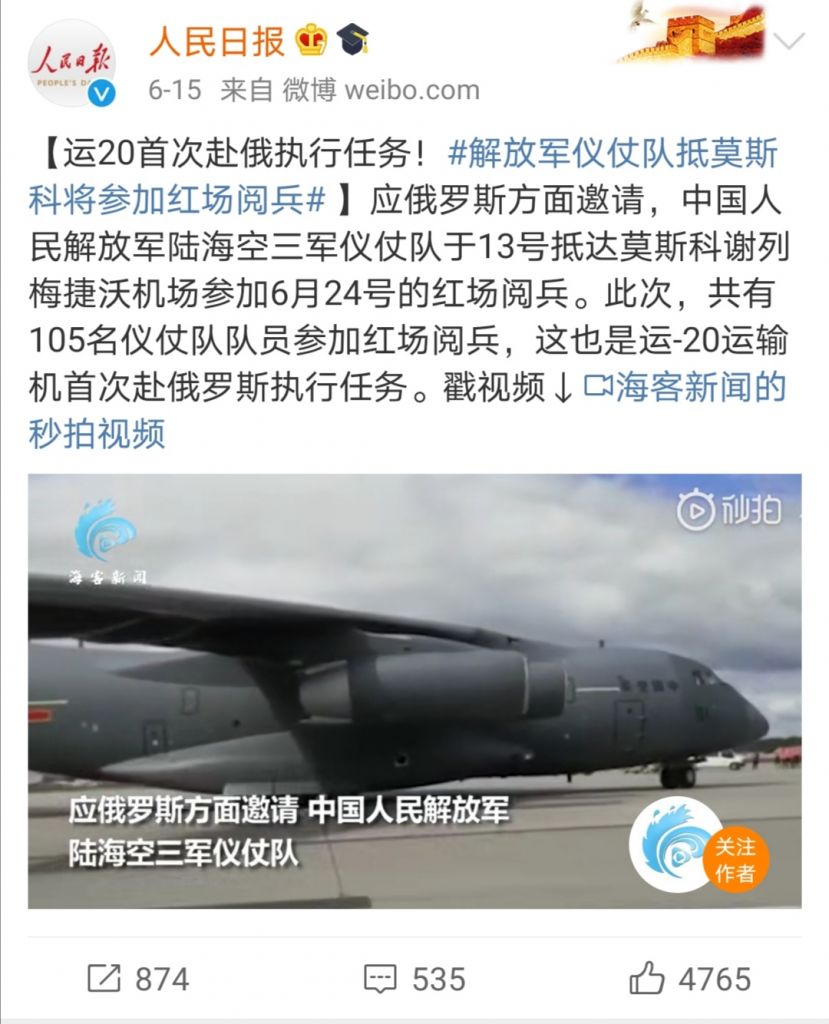 人民日报
人民日报
PEOPLE'S D
6-15 来自 微博 weibo.com
【运20首次赴俄执行任务！#解放军仪仗队抵莫斯
科将参加红场阅兵# 】应俄罗斯方面邀请，中国人
民解放军陆海空三军仪仗队于13号抵达莫斯科谢列
梅捷沃机场参加6月24号的红场阅兵。此次，共有
105名仪仗队队员参加红场阅兵，这也是运-20运输
机首次赴俄罗斯执行任务。戳视频↓海客新闻的
秒拍视频
海客新闻
秒拍
中国空军
应俄罗斯方面邀请 中国人民解放军
陆海空三军仪仗队
关注
作者
874
535
4765